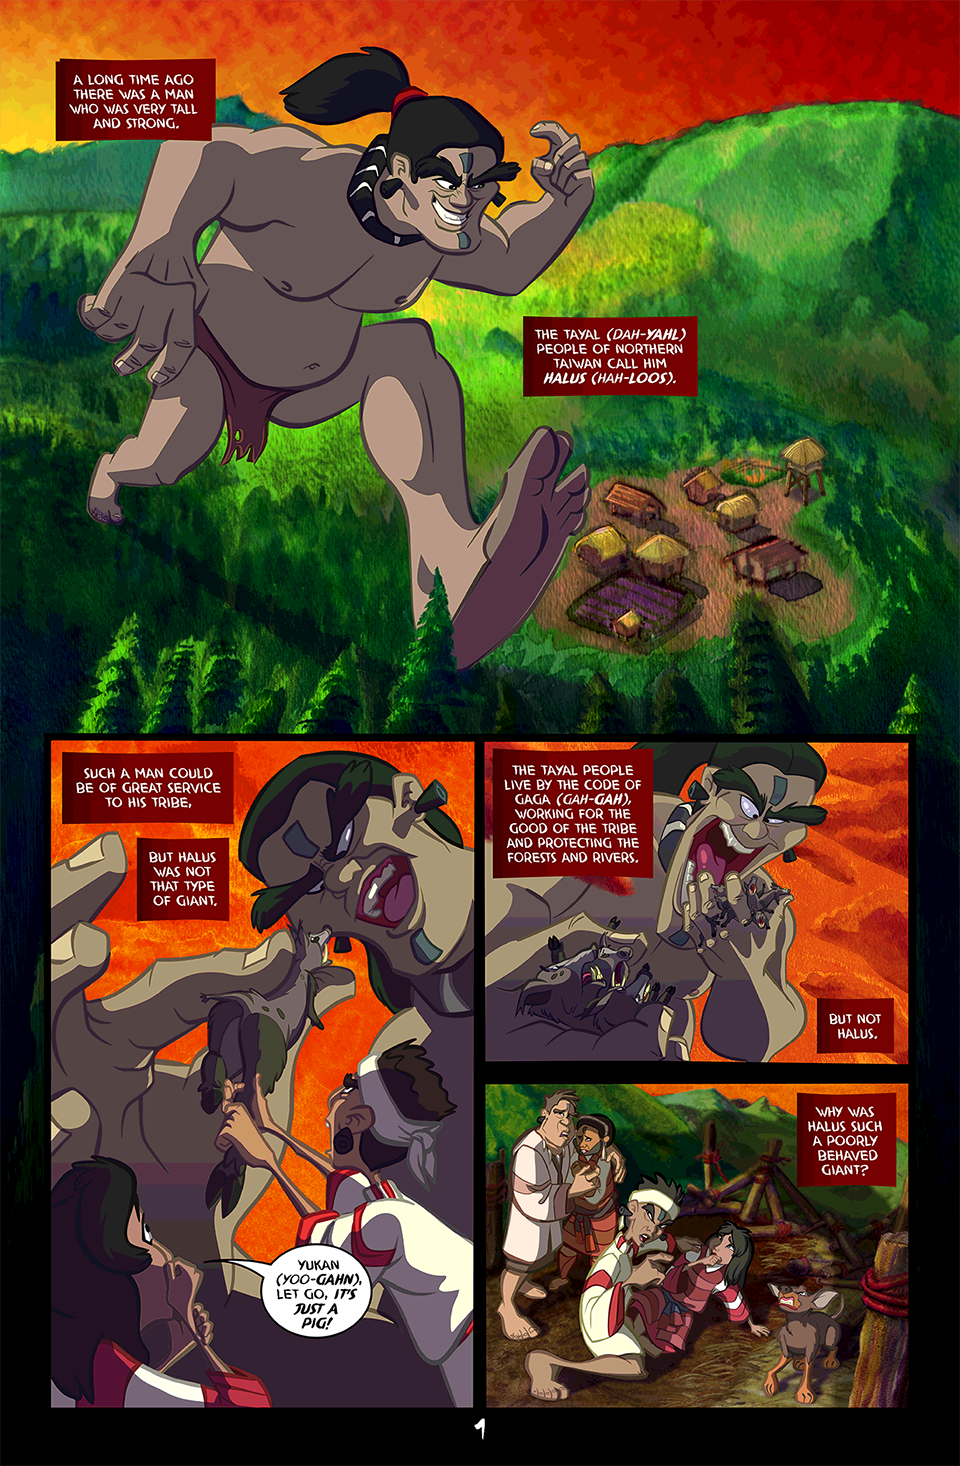 A LONG TIME AGO
THERE WAS A MAN
WHO WAS VERY TALL
AND STRONG.
THE TAYAL (DAH-YAHL)
PEOPLE OF NORTHERN
TAIWAN CALL HIM
HALUS (HAH-LOOS).
SUCH A MAN COULD
BE OF GREAT SERVICE
TO HIS TRIBE,
BUT HALUS
WAS NOT
THAT TYPE
OF GIANT.
YUKAN
(YOO-GAHN),
LET GO, IT'S
JUST A
PIG!
THE TAYAL PEOPLE
LIVE BY THE CODE OF
GAGA (GAH-GAH),
WORKING FOR THE
GOOD OF THE TRIBE
AND PROTECTING THE
FORESTS AND RIVERS.
BUT NOT
HALUS.
WHY WAS
HALUS SUCH
A POORLY
BEHAVED
GIANT?
1